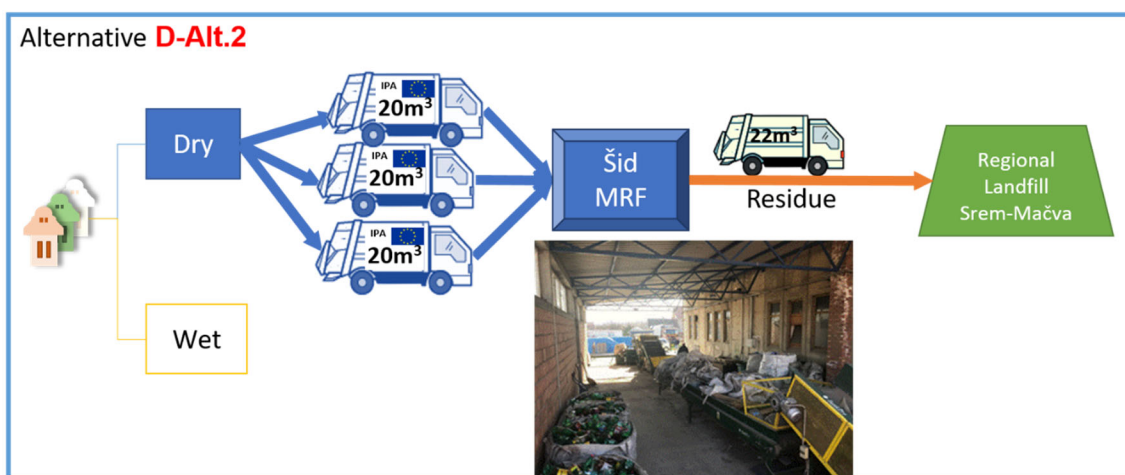 Alternative D-Alt.2
Dry
IPA
20m³
IPA
20m³
IPA
20m³
Šid
MRF
22m³
Residue
Regional
Landfill
Srem-Mačva
Wet